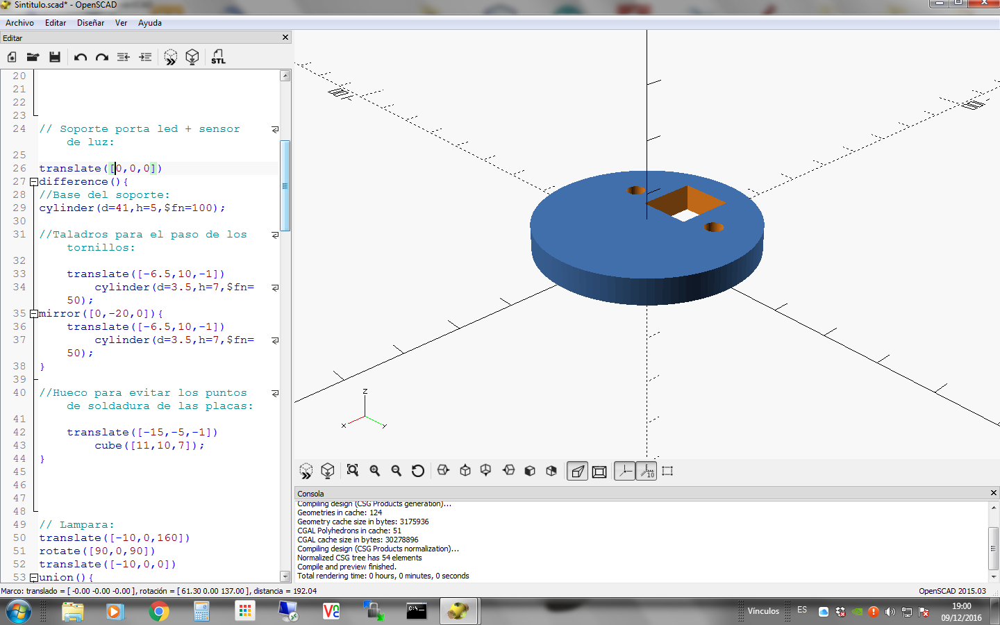 Sintitulo.scad* - OpenSCAD
Archivo Editar Diseñar Ver Ayuda
Editar
STL
20
21
22
23
24 // Soporte porta led + sensor
de luz:
25
26 translate([0,0,0])
27 difference(){
28 //Base del soporte:
29 cylinder(d=41,h=5,$fn=100);
30
31 //Taladros para el paso de los
tornillos:
32
33 translate([-6.5,10,-1])
34 cylinder(d=3.5,h=7,$fn=
50);
35 mirror([0,-20,0]){
36 translate([-6.5,10,-1])
37 cylinder(d=3.5,h=7,$fn=
50);
38 }
39
40 //Hueco para evitar los puntos
de soldadura de las placas:
41
42 translate([-15,-5,-1])
43 cube([11,10,7]);
44 }
45
46
47
48
49 // Lampara:
50 translate([-10,0,160])
51 rotate([90,0,90])
52 translate([-10,0,0])
53 union(){
z
x
y
10
Consola
Compiling design (CSG Products generation)...
Geometries in cache: 124
Geometry cache size in bytes: 3175936
CGAL Polyhedrons in cache: 51
CGAL cache size in bytes: 30278896
Compiling design (CSG Products normalization)...
Normalized CSG tree has 54 elements
Compile and preview finished.
Total rendering time: 0 hours, 0 minutes, 0 seconds
Marco: translado = [ -0.00 -0.00 -0.00 ], rotación = [ 61.30 0.00 137.00 ], distancia = 192.04
OpenSCAD 2015.03
Vínculos
ES
19:00
09/12/2016